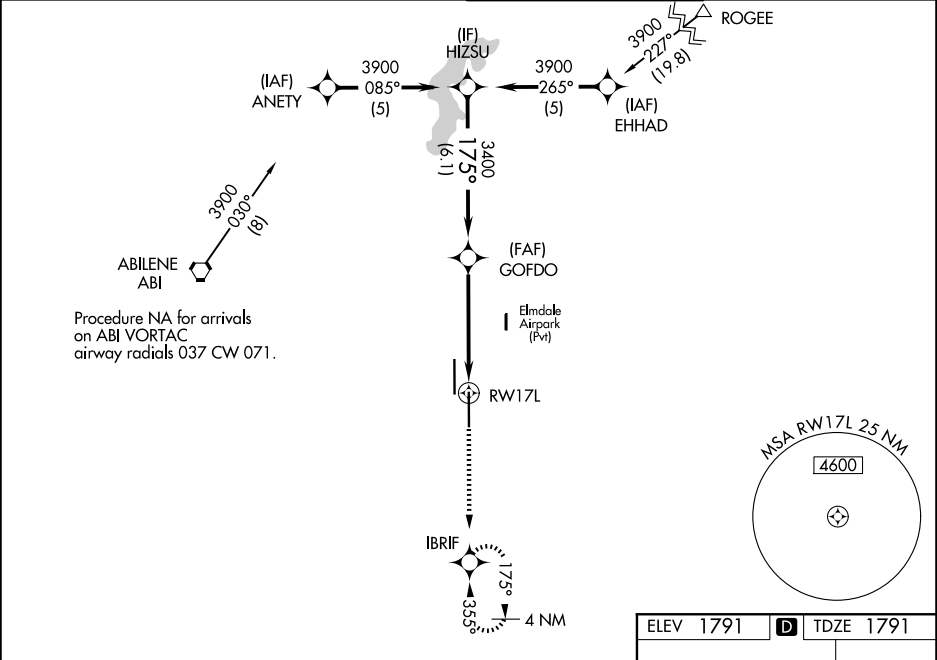 ROGEE
3900
227°
(19.8)
(IF)
HIZSU
(IAF)
ANETY
3900
085°
(5)
3900
265°
(5)
(IAF)
EHHAD
3400
175°
(6.1)
3900
030°
(8)
ABILENE
ABI
(FAF)
GOFDO
Procedure NA for arrivals
on ABI VORTAC
airway radials 037 CW 071.
Elmdale
Airpark
(Pvt)
RW17L
MSA RW17L 25 NM
4600
IBRIF
175°
355°
4 NM
ELEV 1791 D TDZE 1791